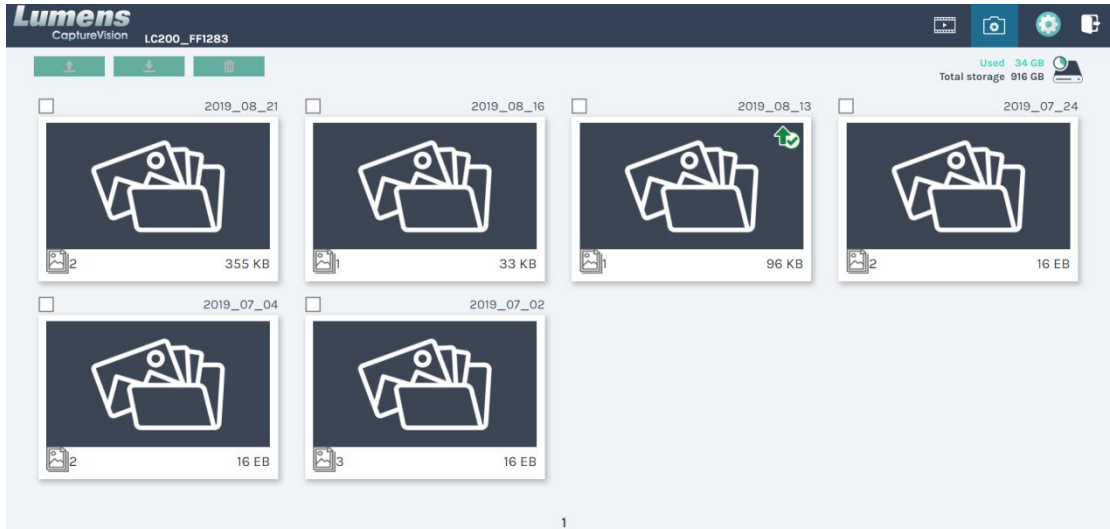 Lumens
CaptureVision LC200_FF1283
Used 34 GB
Total storage 916 GB
2019_08_21
2019_08_16
2019_08_13
2019_07_24
2 355 KB
1 33 KB
1 96 KB
2 16 EB
2019_07_04
2019_07_02
2 16 EB
3 16 EB
1